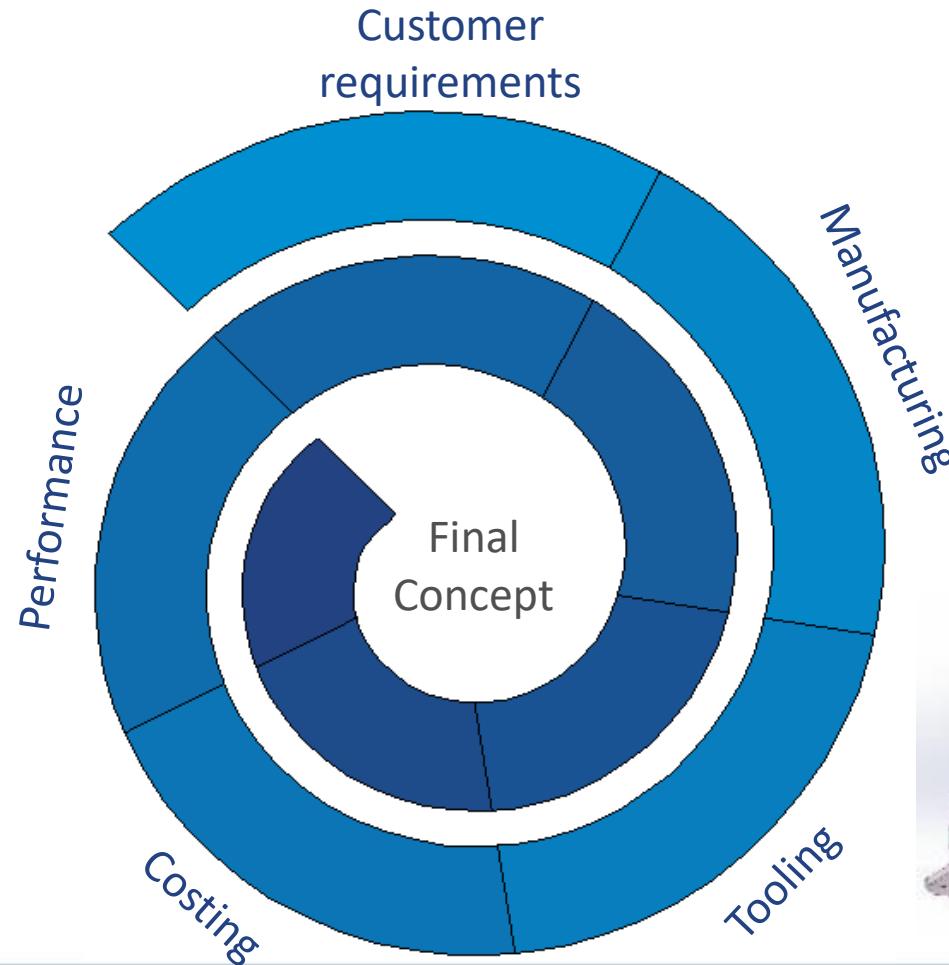 Customer
requirements
Manufacturing
Performance
Final
Concept
Costing
Tooling